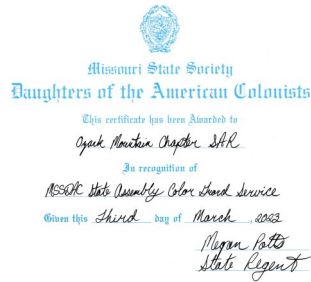 Missouri State Society
Daughters of the American Colonists
This certificate has been Awarded to
Ozark Mountain Chapter SAR
In recognition of
MSSDAC State Assembly Color Guard Service
Given this Third day of March, 2023
Megan Potts
State Regent